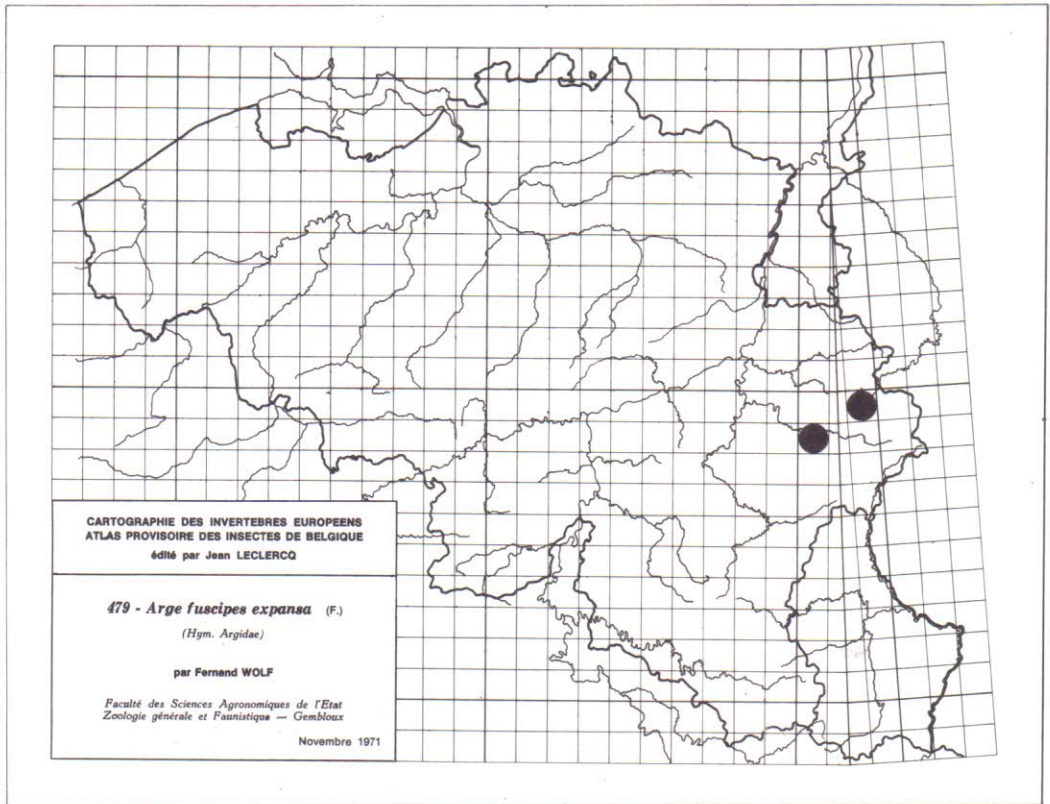 CARTOGRAPHIE DES INVERTEBRES EUROPEENS
ATLAS PROVISOIRE DES INSECTES DE BELGIQUE
édité par Jean LECLERCQ
479 - Arge fuscipes expansa (F.)
(Hym. Argidae)
par Fernand WOLF
Faculté des Sciences Agronomiques de l'Etat
Zoologie générale et Faunistique — Gembloux
Novembre 1971